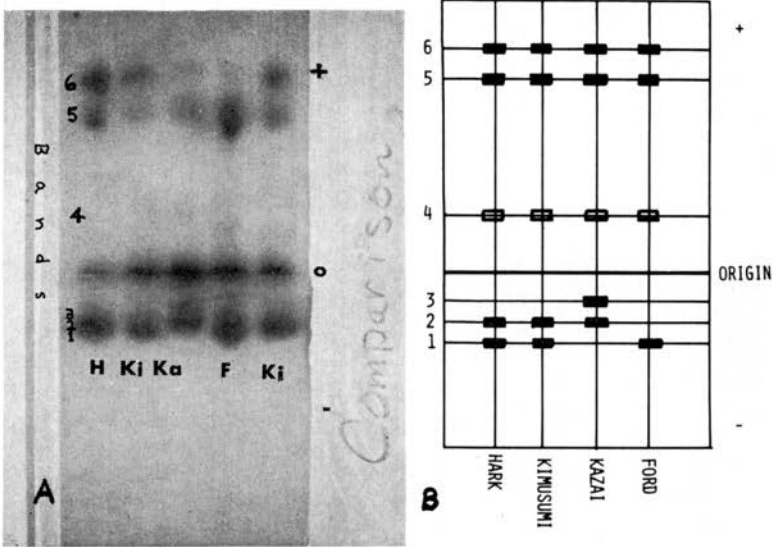 6
5
4
3
2
1
Bands
+
o
-
H Ki Ka F Ki
A
Comparison
6
5
4
ORIGIN
3
2
1
+
-
HARK
KIMUSUMI
KAZAI
FORD
B